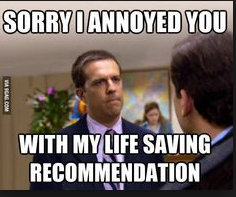 SORRY I ANNOYED YOU
WITH MY LIFE SAVING
RECOMMENDATION
VIA 9GAG.COM